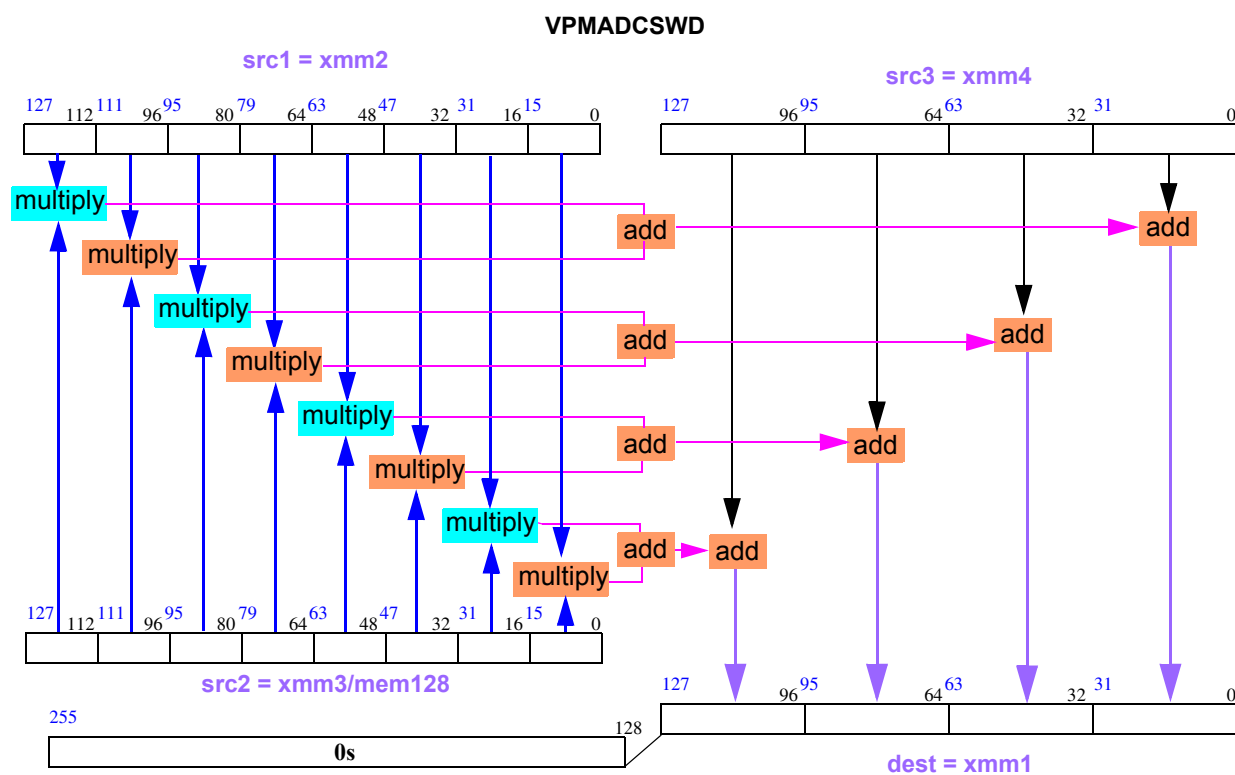 VPMADCSWD
src1 = xmm2
src3 = xmm4
127 111 95 79 63 47 31 15
112 96 80 64 48 32 16 0
127 95 63 31
96 64 32 0
multiply
add
add
multiply
multiply
add
add
multiply
multiply
add
add
multiply
multiply
add
add
multiply
127 111 95 79 63 47 31 15
112 96 80 64 48 32 16 0
src2 = xmm3/mem128
127 95 63 31
96 64 32 0
255
128
0s
dest = xmm1